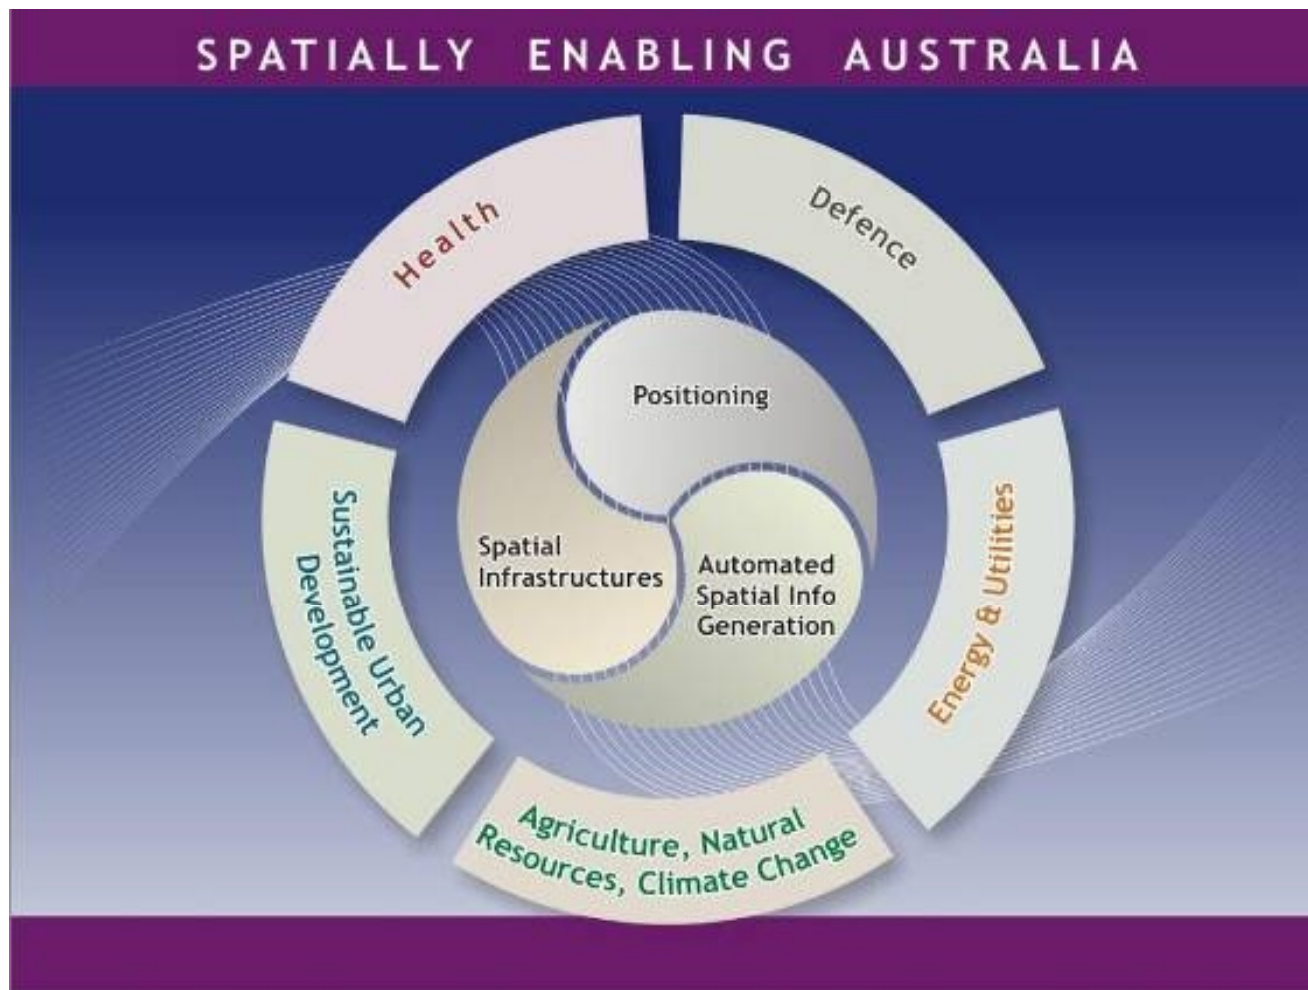 SPATIALLY ENABLING AUSTRALIA
Health
Defence
Positioning
Spatial
Infrastructures
Automated
Spatial Info
Generation
Sustainable Urban
Development
Energy & Utilities
Agriculture, Natural
Resources, Climate Change